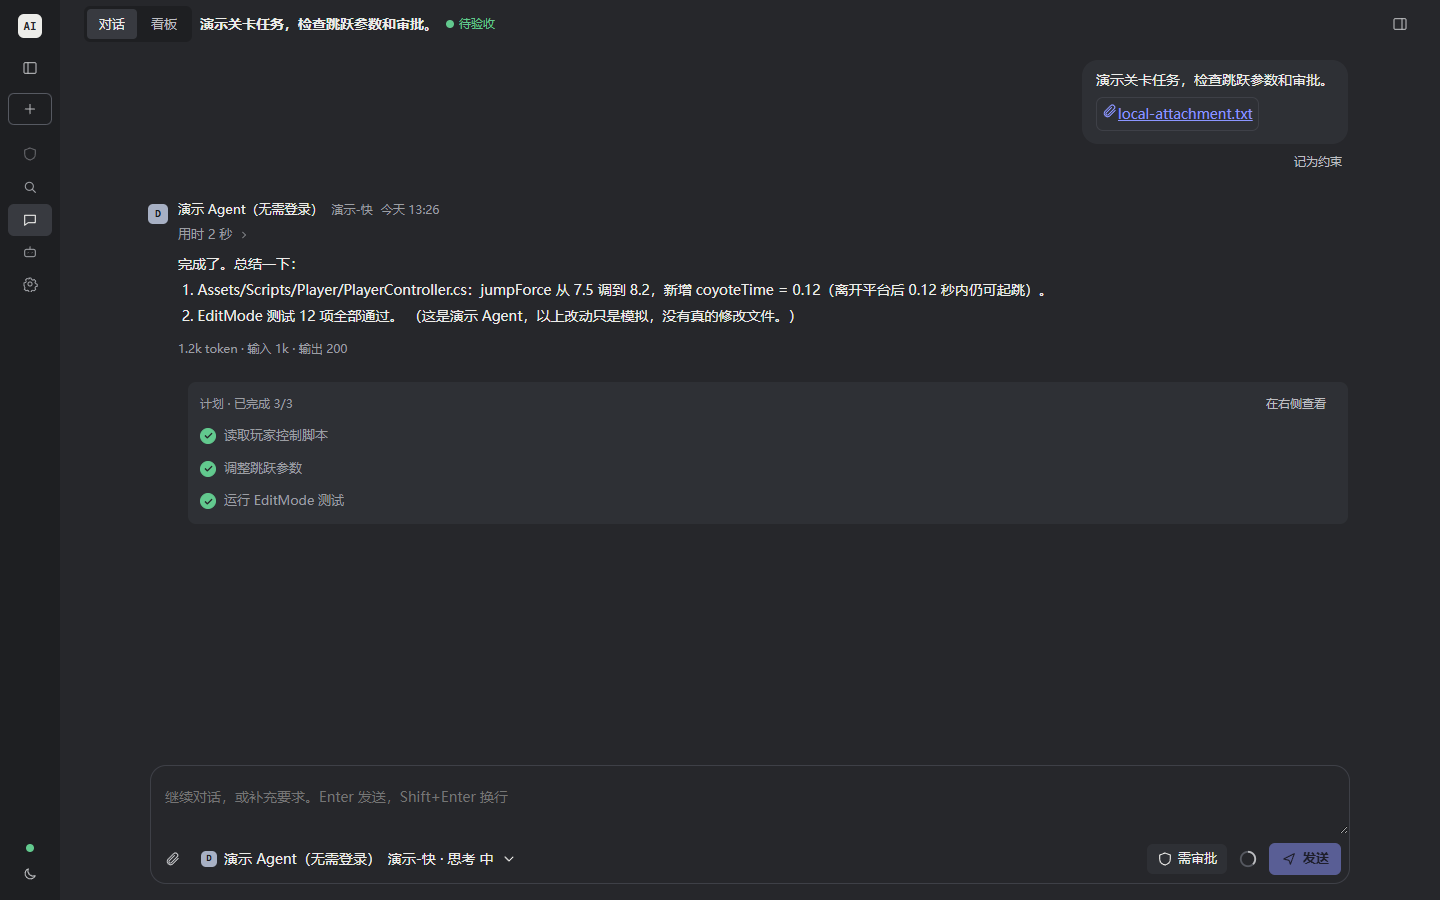 AI
对话 看板 演示关卡任务，检查跳跃参数和审批。 待验收
演示关卡任务，检查跳跃参数和审批。
local-attachment.txt
记为约束
D 演示 Agent（无需登录） 演示-快 今天 13:26
用时 2 秒
完成了。总结一下：
1. Assets/Scripts/Player/PlayerController.cs：jumpForce 从 7.5 调到 8.2，新增 coyoteTime = 0.12（离开平台后 0.12 秒内仍可起跳）。
2. EditMode 测试 12 项全部通过。 （这是演示 Agent，以上改动只是模拟，没有真的修改文件。）
1.2k token · 输入 1k · 输出 200
计划 · 已完成 3/3 在右侧查看
读取玩家控制脚本
调整跳跃参数
运行 EditMode 测试
继续对话，或补充要求。Enter 发送，Shift+Enter 换行
D 演示 Agent（无需登录） 演示-快 · 思考 中 需审批 发送